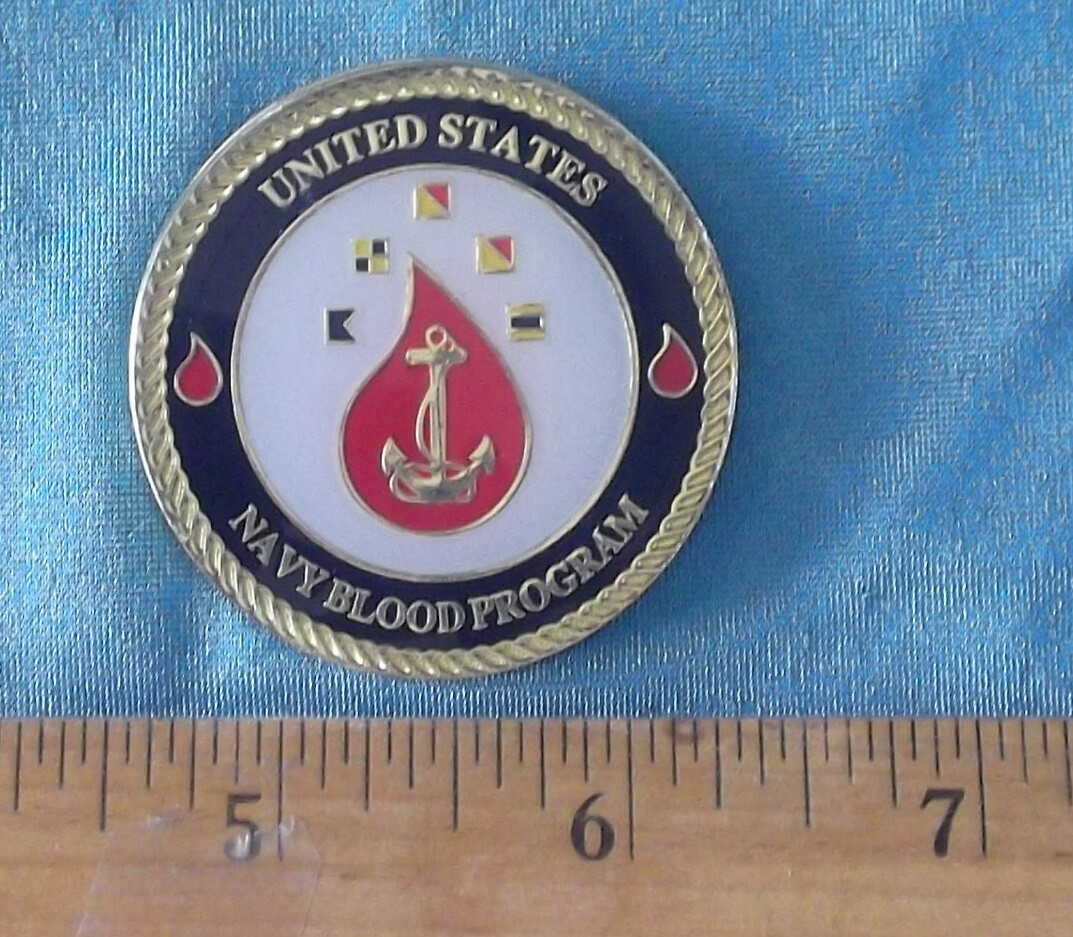 UNITED STATES
NAVY BLOOD PROGRAM
5 6 7